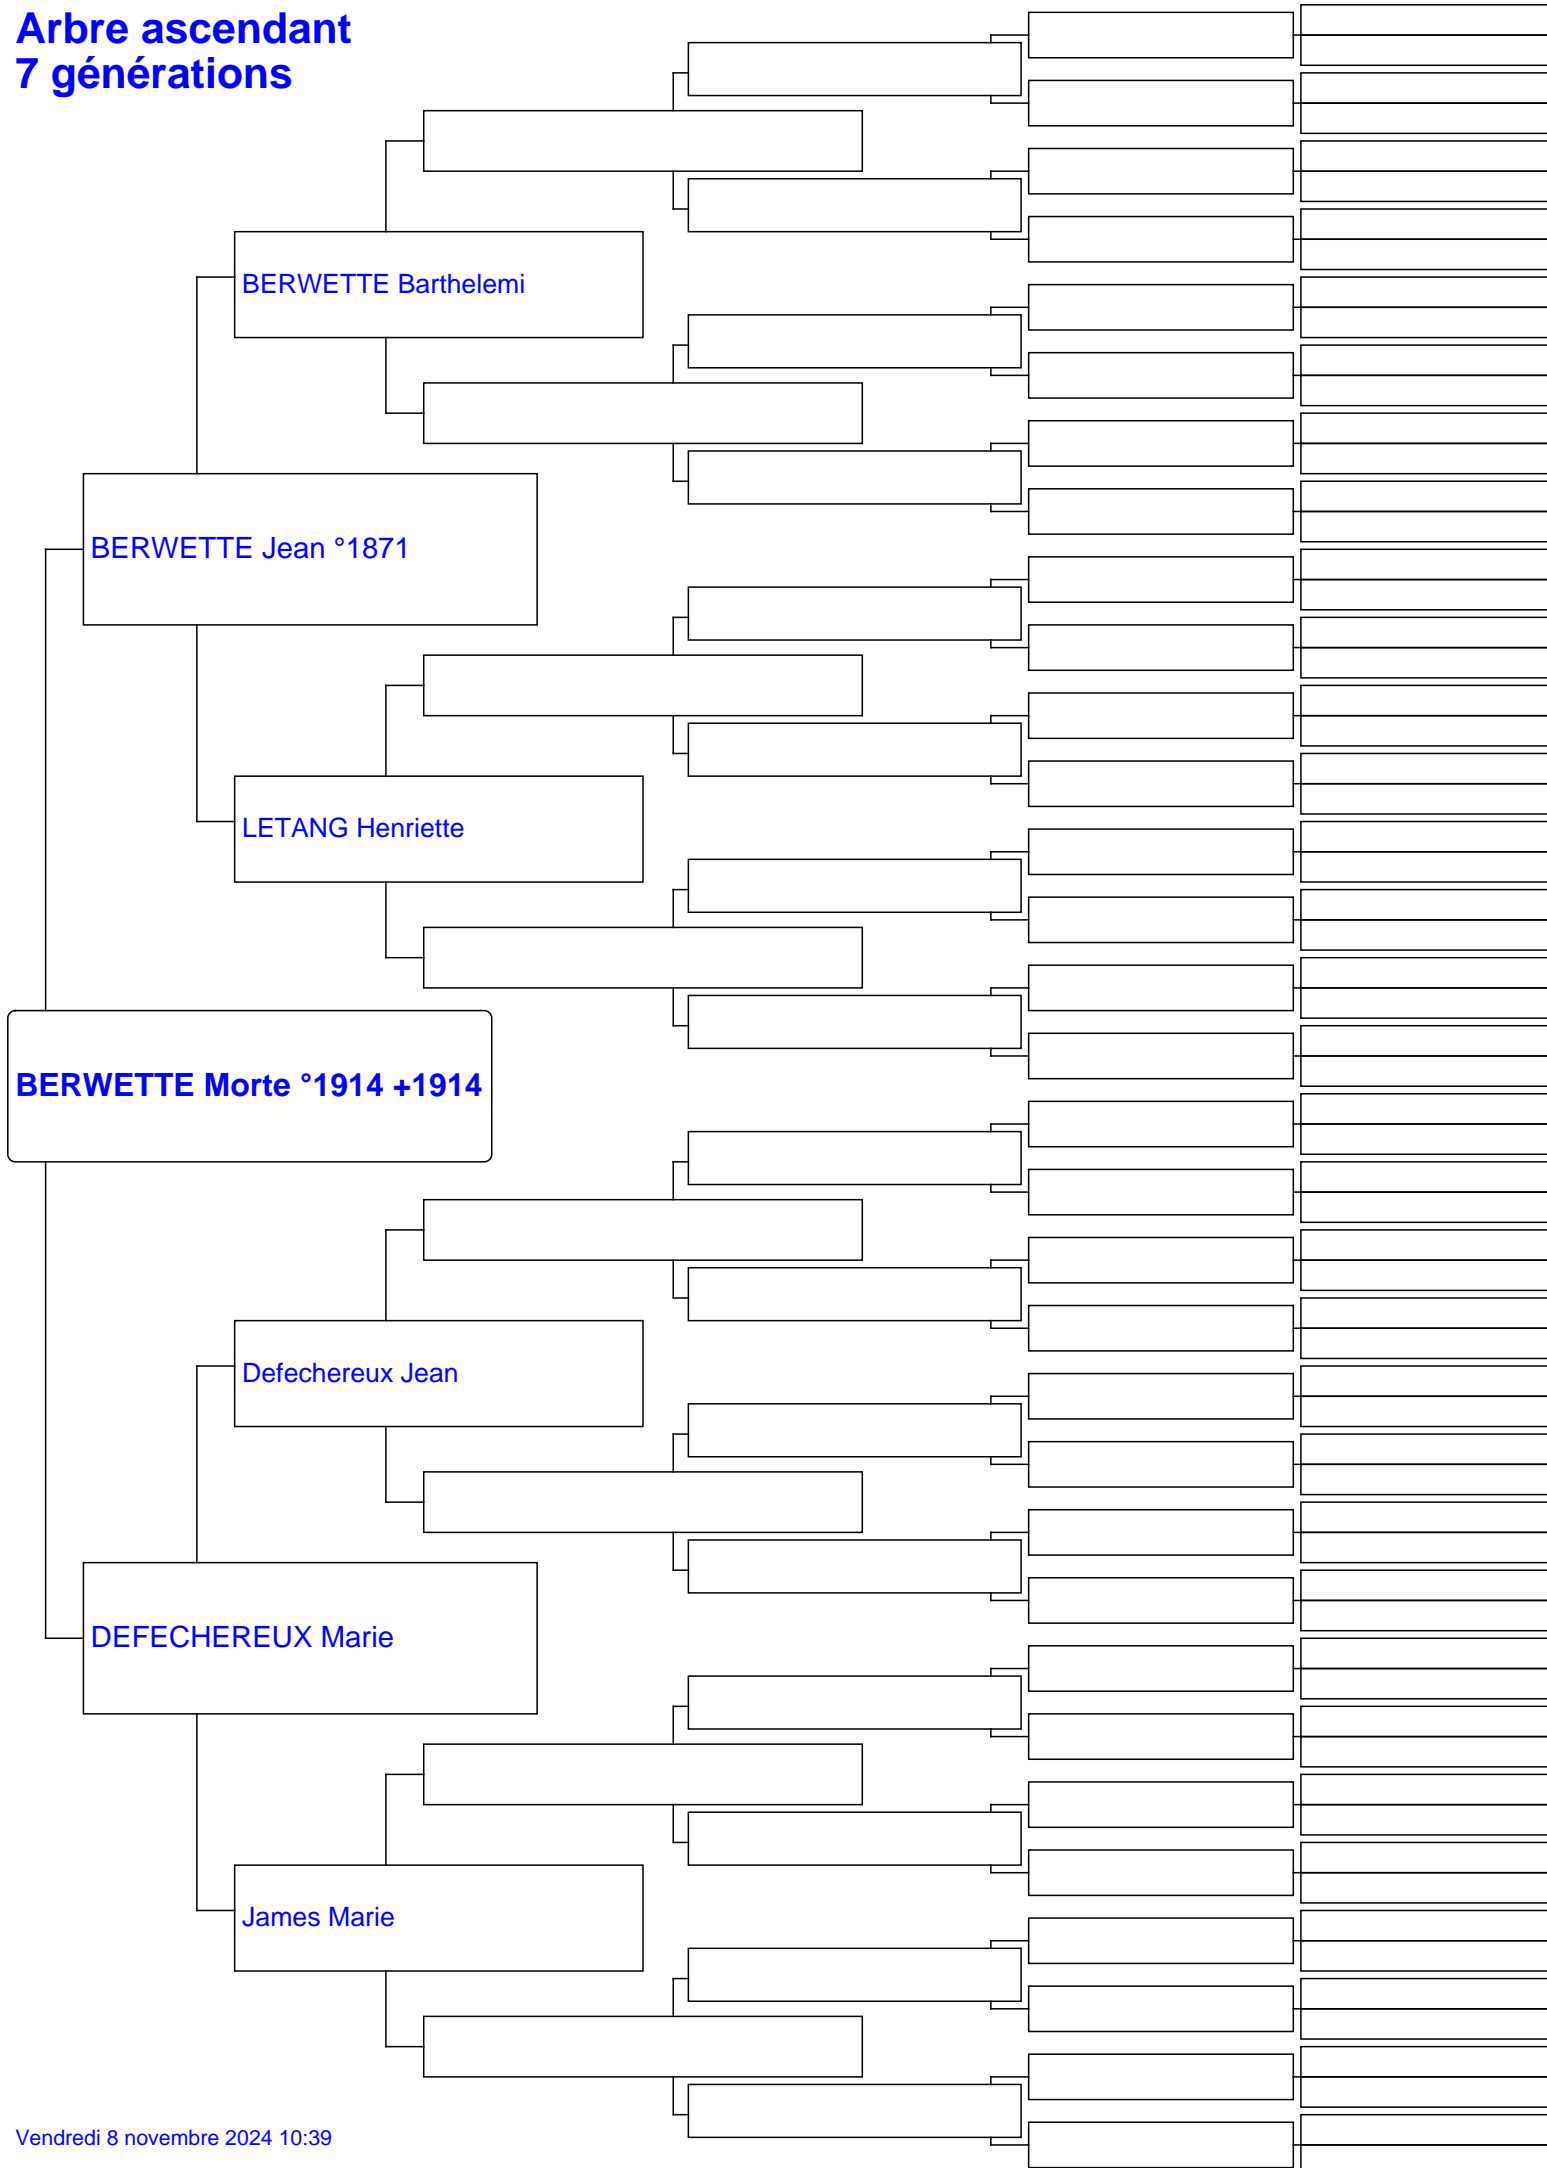 Arbre ascendant
7 générations
BERWETTE Barthelemi
BERWETTE Jean °1871
LETANG Henriette
BERWETTE Morte °1914 +1914
Defechereux Jean
DEFECHEREUX Marie
James Marie
Vendredi 8 novembre 2024 10:39